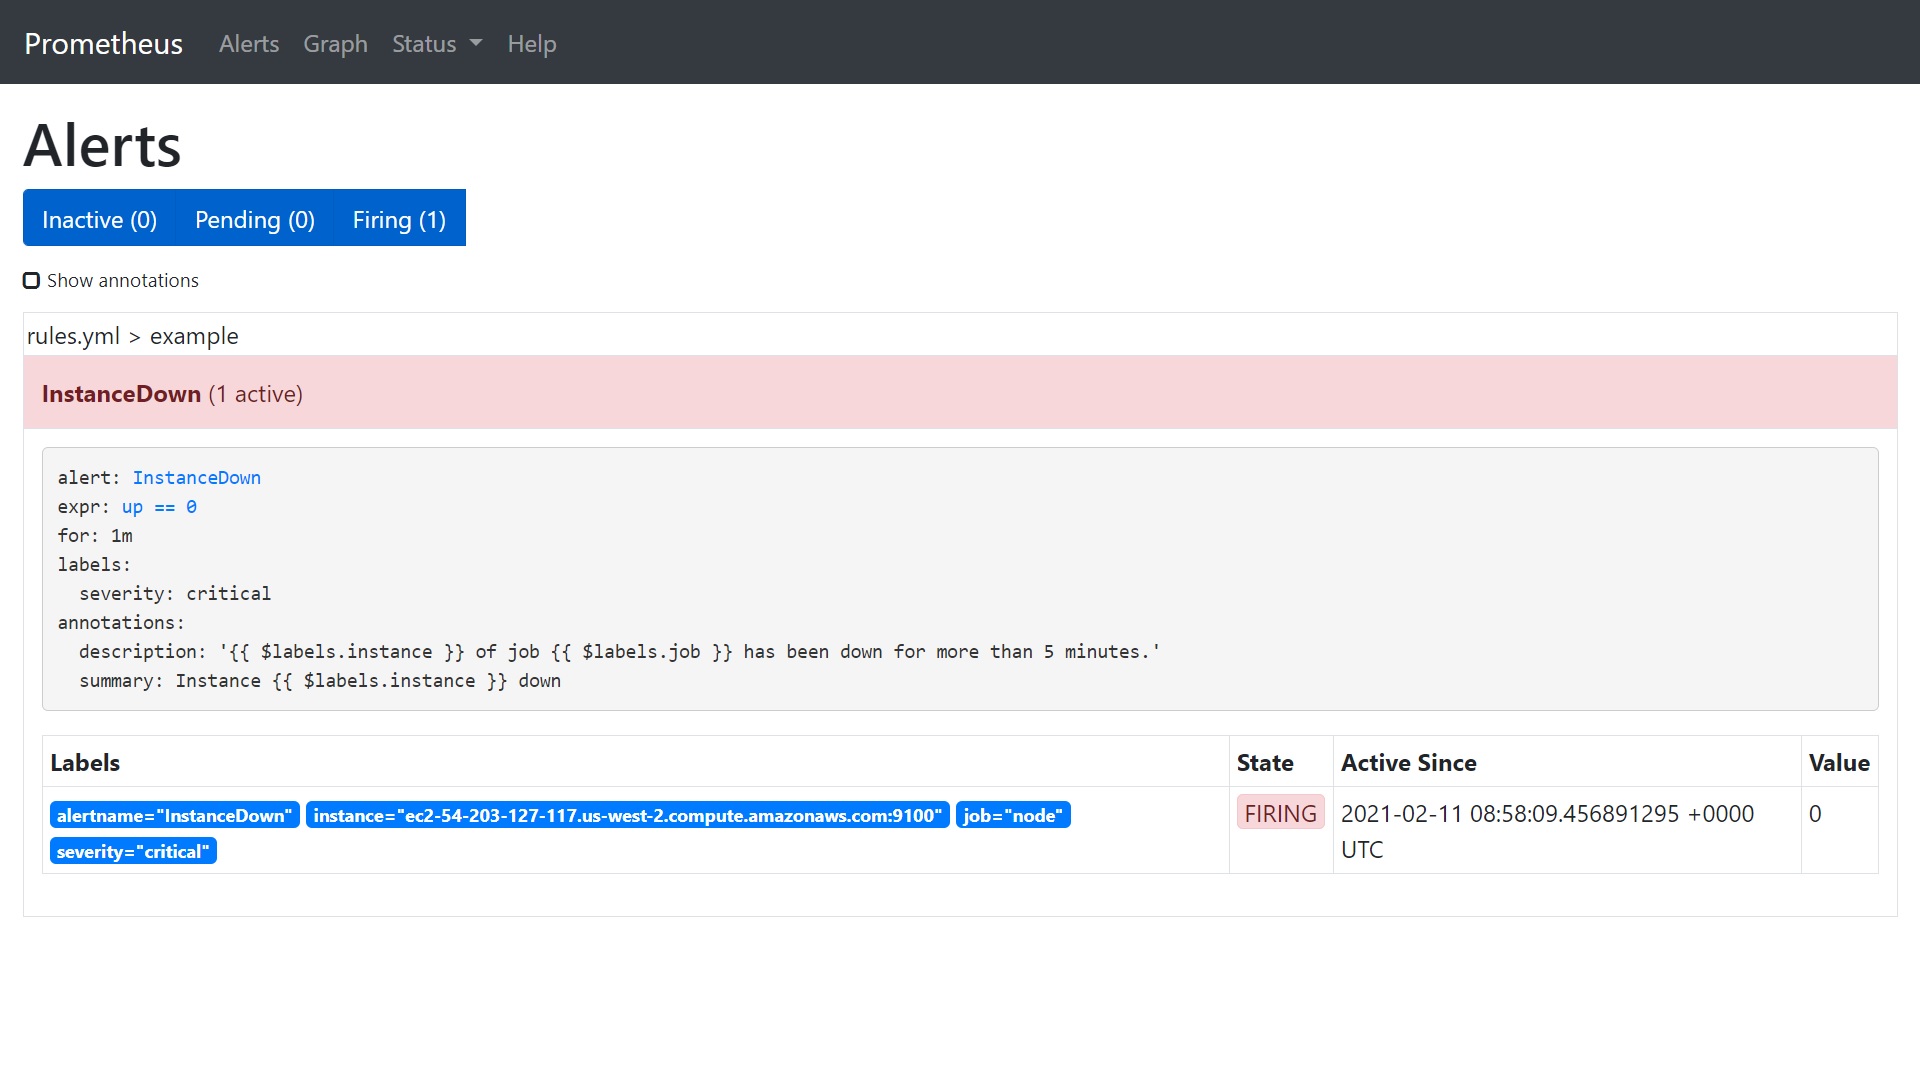 Prometheus Alerts Graph Status Help
Alerts
Inactive (0) Pending (0) Firing (1)
Show annotations
rules.yml > example
InstanceDown (1 active)
alert: InstanceDown
expr: up == 0
for: 1m
labels:
  severity: critical
annotations:
  description: '{{ $labels.instance }} of job {{ $labels.job }} has been down for more than 5 minutes.'
  summary: Instance {{ $labels.instance }} down
Labels State Active Since Value
alertname="InstanceDown" instance="ec2-54-203-127-117.us-west-2.compute.amazonaws.com:9100" job="node" FIRING 2021-02-11 08:58:09.456891295 +0000 0
severity="critical" UTC